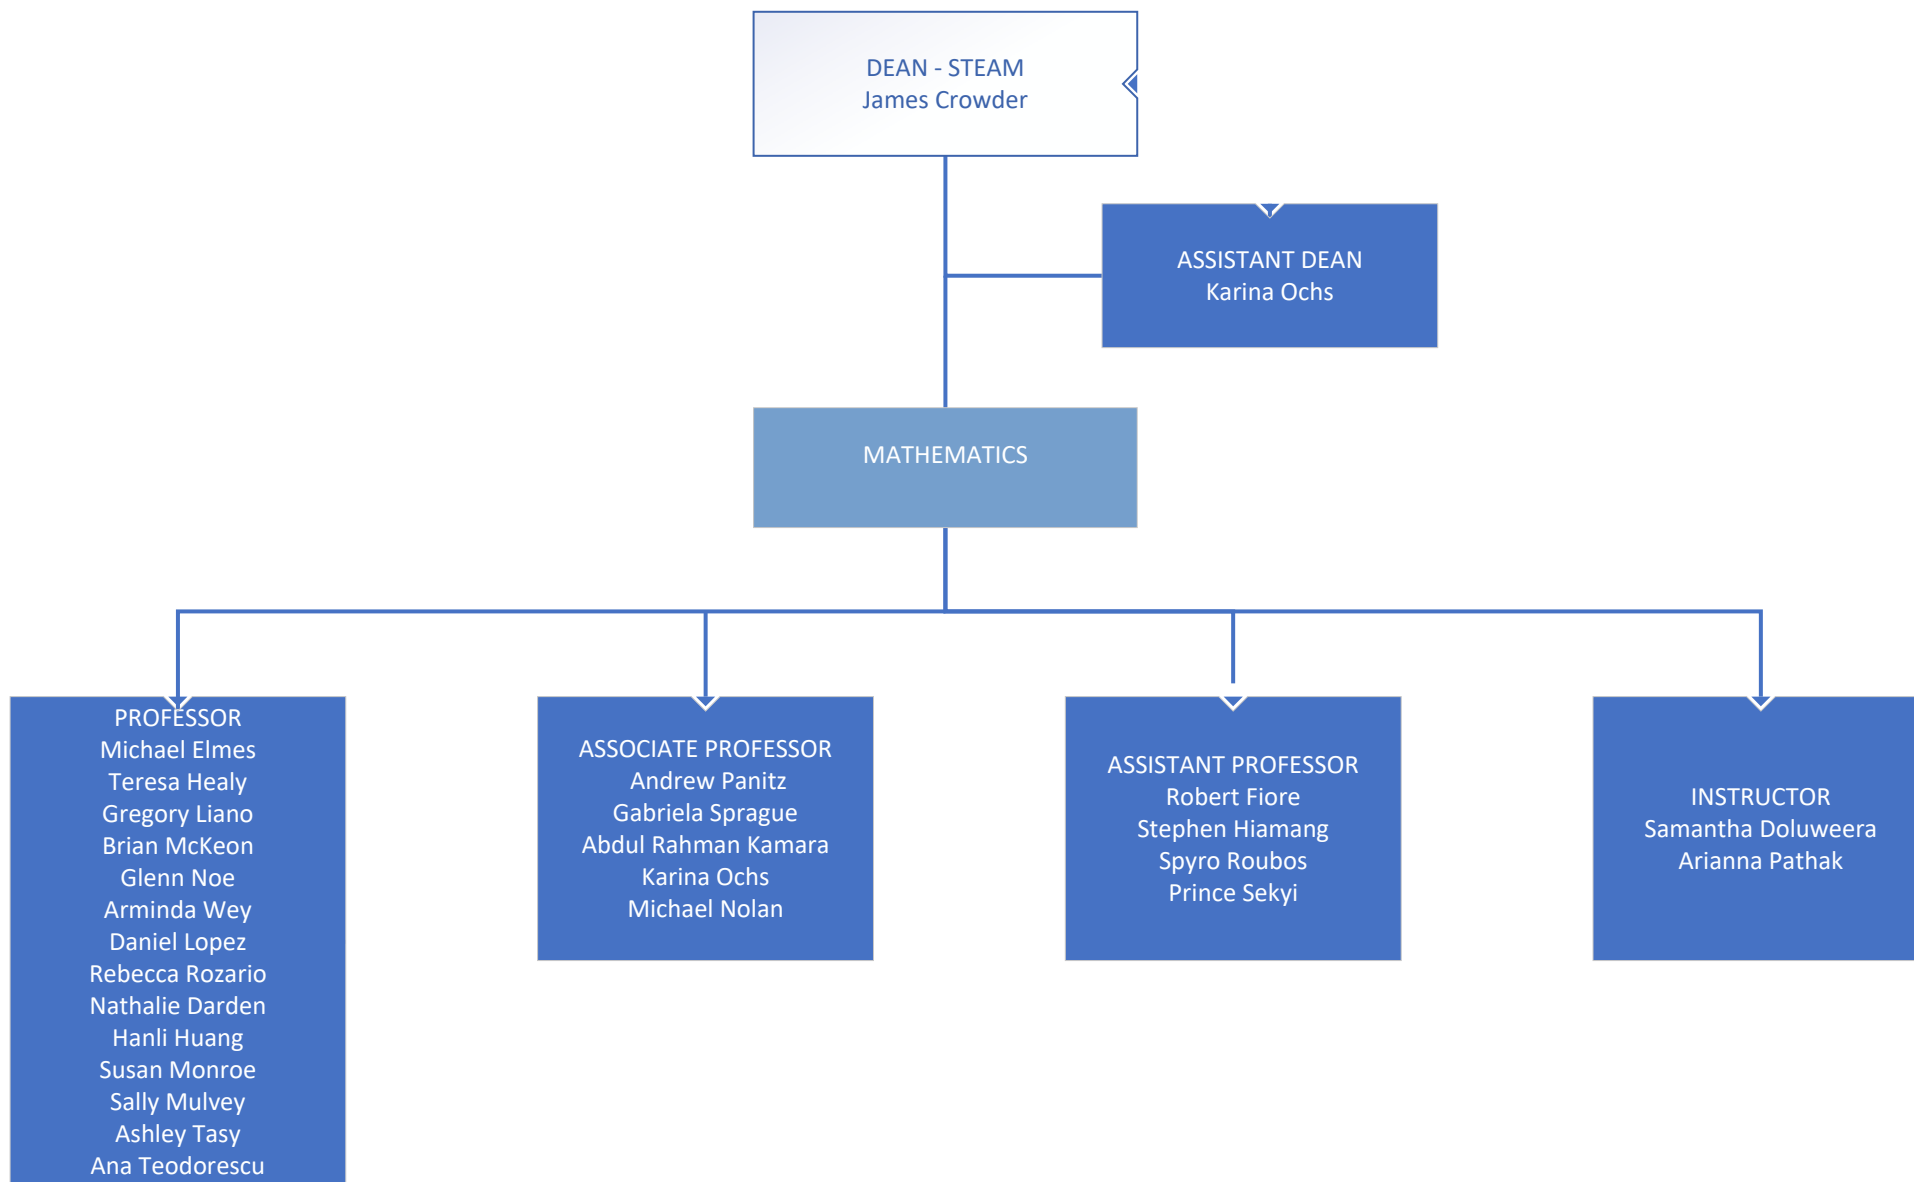 DEAN - STEAM
James Crowder
ASSISTANT DEAN
Karina Ochs
MATHEMATICS
PROFESSOR
Michael Elmes
Teresa Healy
Gregory Liano
Brian McKeon
Glenn Noe
Arminda Wey
Daniel Lopez
Rebecca Rozario
Nathalie Darden
Hanli Huang
Susan Monroe
Sally Mulvey
Ashley Tasy
Ana Teodorescu
ASSOCIATE PROFESSOR
Andrew Panitz
Gabriela Sprague
Abdul Rahman Kamara
Karina Ochs
Michael Nolan
ASSISTANT PROFESSOR
Robert Fiore
Stephen Hiamang
Spyro Roubos
Prince Sekyi
INSTRUCTOR
Samantha Doluweera
Arianna Pathak